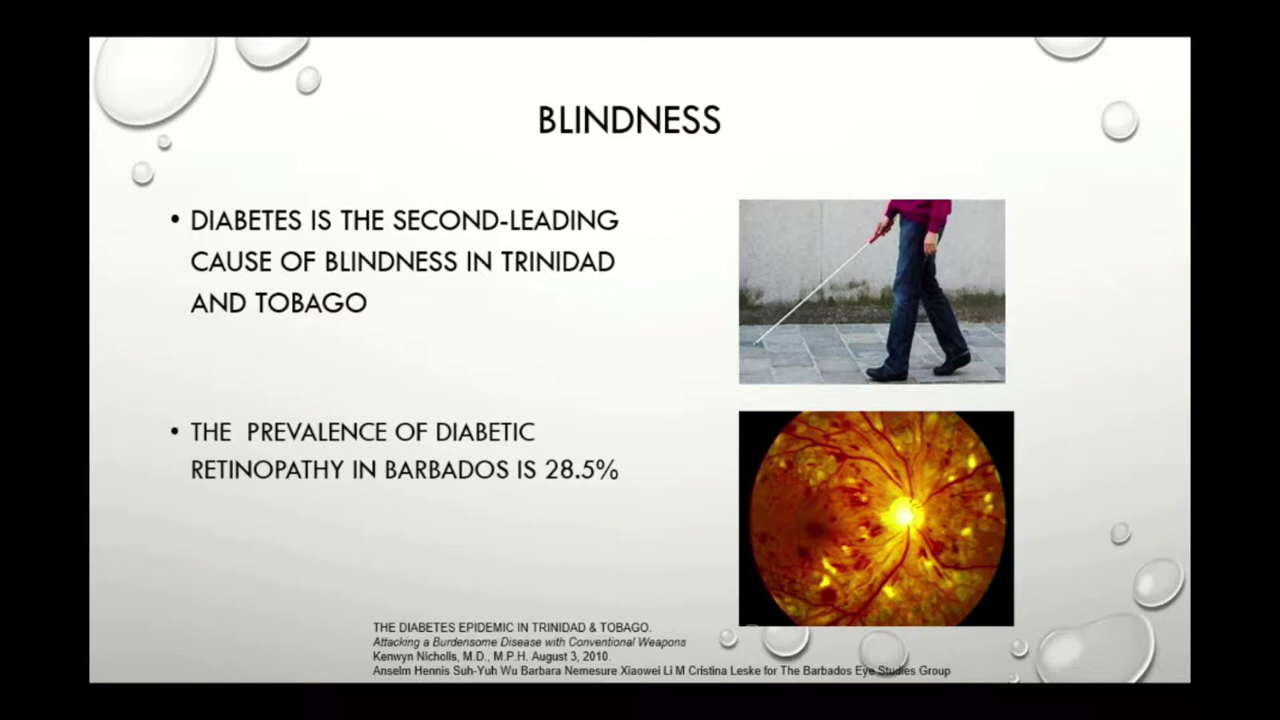 BLINDNESS
• DIABETES IS THE SECOND-LEADING
CAUSE OF BLINDNESS IN TRINIDAD
AND TOBAGO
• THE PREVALENCE OF DIABETIC
RETINOPATHY IN BARBADOS IS 28.5%
THE DIABETES EPIDEMIC IN TRINIDAD & TOBAGO.
Attacking a Burdensome Disease with Conventional Weapons
Kenwyn Nicholls, M.D., M.P.H. August 3, 2010.
Anselm Hennis Suh-Yuh Wu Barbara Nemesure Xiaowei Li M Cristina Leske for The Barbados Eye Studies Group